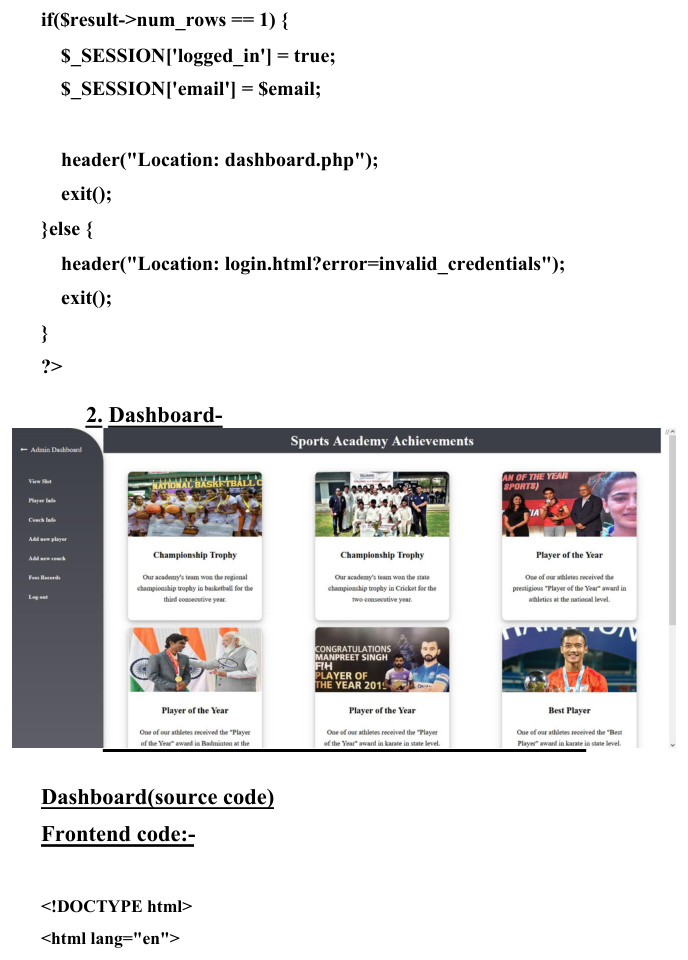 if($result->num_rows == 1) {
$_SESSION['logged_in'] = true;
$_SESSION['email'] = $email;
header("Location: dashboard.php");
exit();
}else {
header("Location: login.html?error=invalid_credentials");
exit();
}
?>
2. Dashboard-
← Admin Dashboard
View Slot
Player Info
Coach Info
Add new player
Add new coach
Fees Records
Log-out
Sports Academy Achievements
//
NATIONAL BASKETBALL C
Championship Trophy
Our academy's team won the regional
championship trophy in basketball for the
third consecutive year.
Championship Trophy
Our academy's team won the state
championship trophy in Cricket for the
two consecutive year.
AN OF THE YEAR
SPORTS)
Player of the Year
One of our athletes received the
prestigious "Player of the Year" award in
athletics at the national level.
Player of the Year
One of our athletes received the "Player
of the Year" award in Badminton at the
CONGRATULATIONS
MANPREET SINGH
FIH
PLAYER OF
THE YEAR 2019
Player of the Year
One of our athletes received the "Player
of the Year" award in karate in state level.
Best Player
One of our athletes received the "Best
Player" award in karate in state level.
Dashboard(source code)
Frontend code:-
<!DOCTYPE html>
<html lang="en">